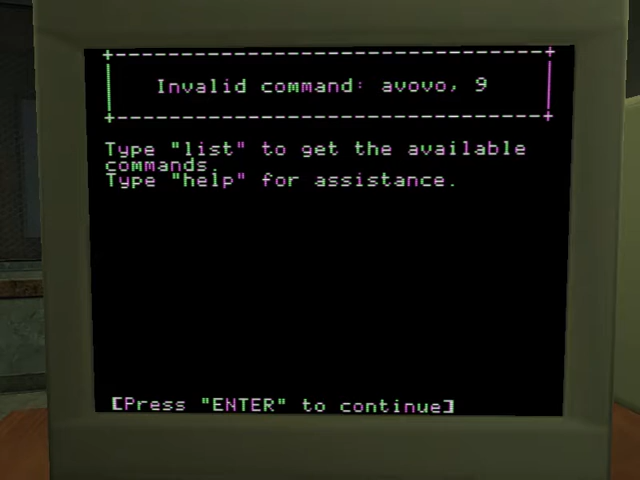 Invalid command: avovo, 9
Type "list" to get the available
commands.
Type "help" for assistance.
[Press "ENTER" to continue]